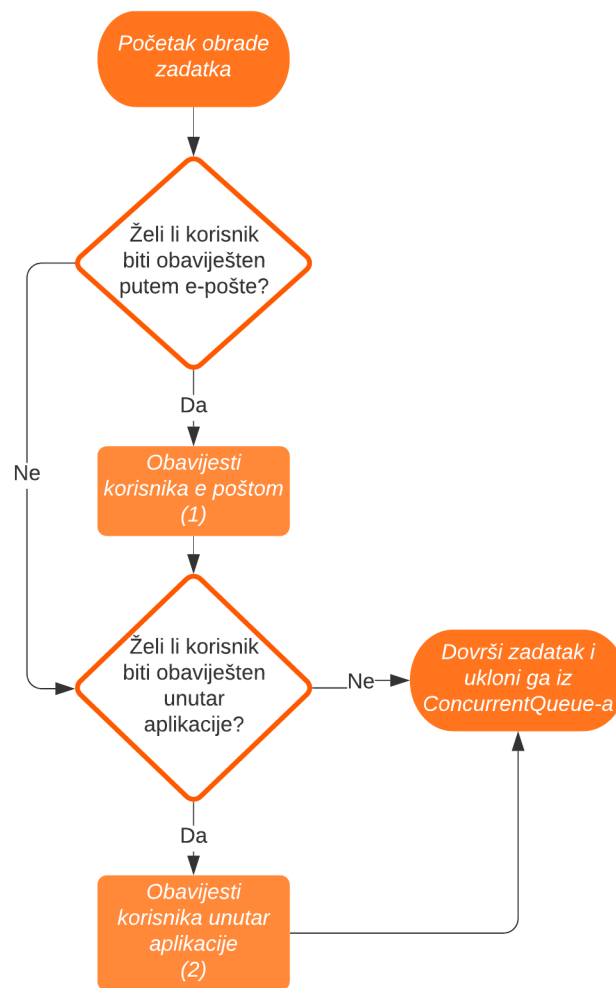 Početak obrade
zadatka
Želi li korisnik
biti obaviješten
putem e-pošte?
Da
Ne
Obavijesti
korisnika e poštom
(1)
Želi li korisnik
biti obaviješten
unutar
aplikacije?
Ne
Dovrši zadatak i
ukloni ga iz
ConcurrentQueue-a
Da
Obavijesti
korisnika unutar
aplikacije
(2)